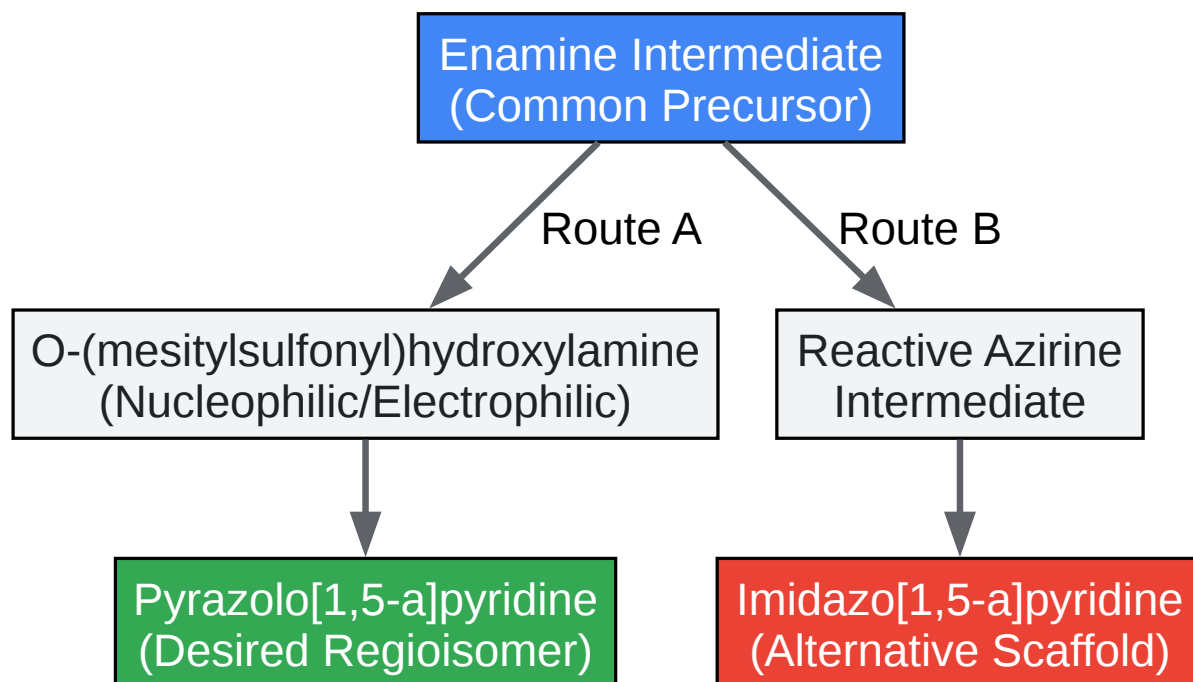 Enamine Intermediate
(Common Precursor)
Route A
Route B
O-(mesitylsulfonyl)hydroxylamine
(Nucleophilic/Electrophilic)
Reactive Azirine
Intermediate
Pyrazolo[1,5-a]pyridine
(Desired Regioisomer)
Imidazo[1,5-a]pyridine
(Alternative Scaffold)